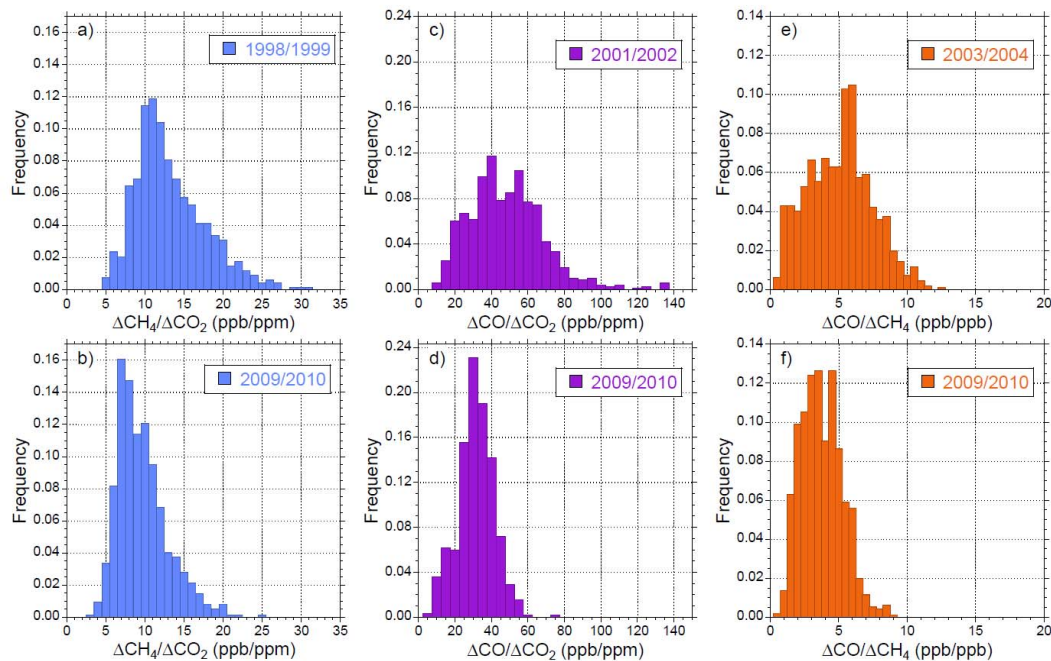 a)
1998/1999
Frequency
0.16
0.14
0.12
0.10
0.08
0.06
0.04
0.02
0.00
0 5 10 15 20 25 30 35
ΔCH₄/ΔCO₂ (ppb/ppm)
c)
2001/2002
Frequency
0.24
0.20
0.16
0.12
0.08
0.04
0.00
20 40 60 80 100 120 140
ΔCO/ΔCO₂ (ppb/ppm)
e)
2003/2004
Frequency
0.14
0.12
0.10
0.08
0.06
0.04
0.02
0.00
0 5 10 15 20
ΔCO/ΔCH₄ (ppb/ppb)
b)
2009/2010
Frequency
0.16
0.14
0.12
0.10
0.08
0.06
0.04
0.02
0.00
0 5 10 15 20 25 30 35
ΔCH₄/ΔCO₂ (ppb/ppm)
d)
2009/2010
Frequency
0.24
0.20
0.16
0.12
0.08
0.04
0.00
20 40 60 80 100 120 140
ΔCO/ΔCO₂ (ppb/ppm)
f)
2009/2010
Frequency
0.14
0.12
0.10
0.08
0.06
0.04
0.02
0.00
0 5 10 15 20
ΔCO/ΔCH₄ (ppb/ppb)